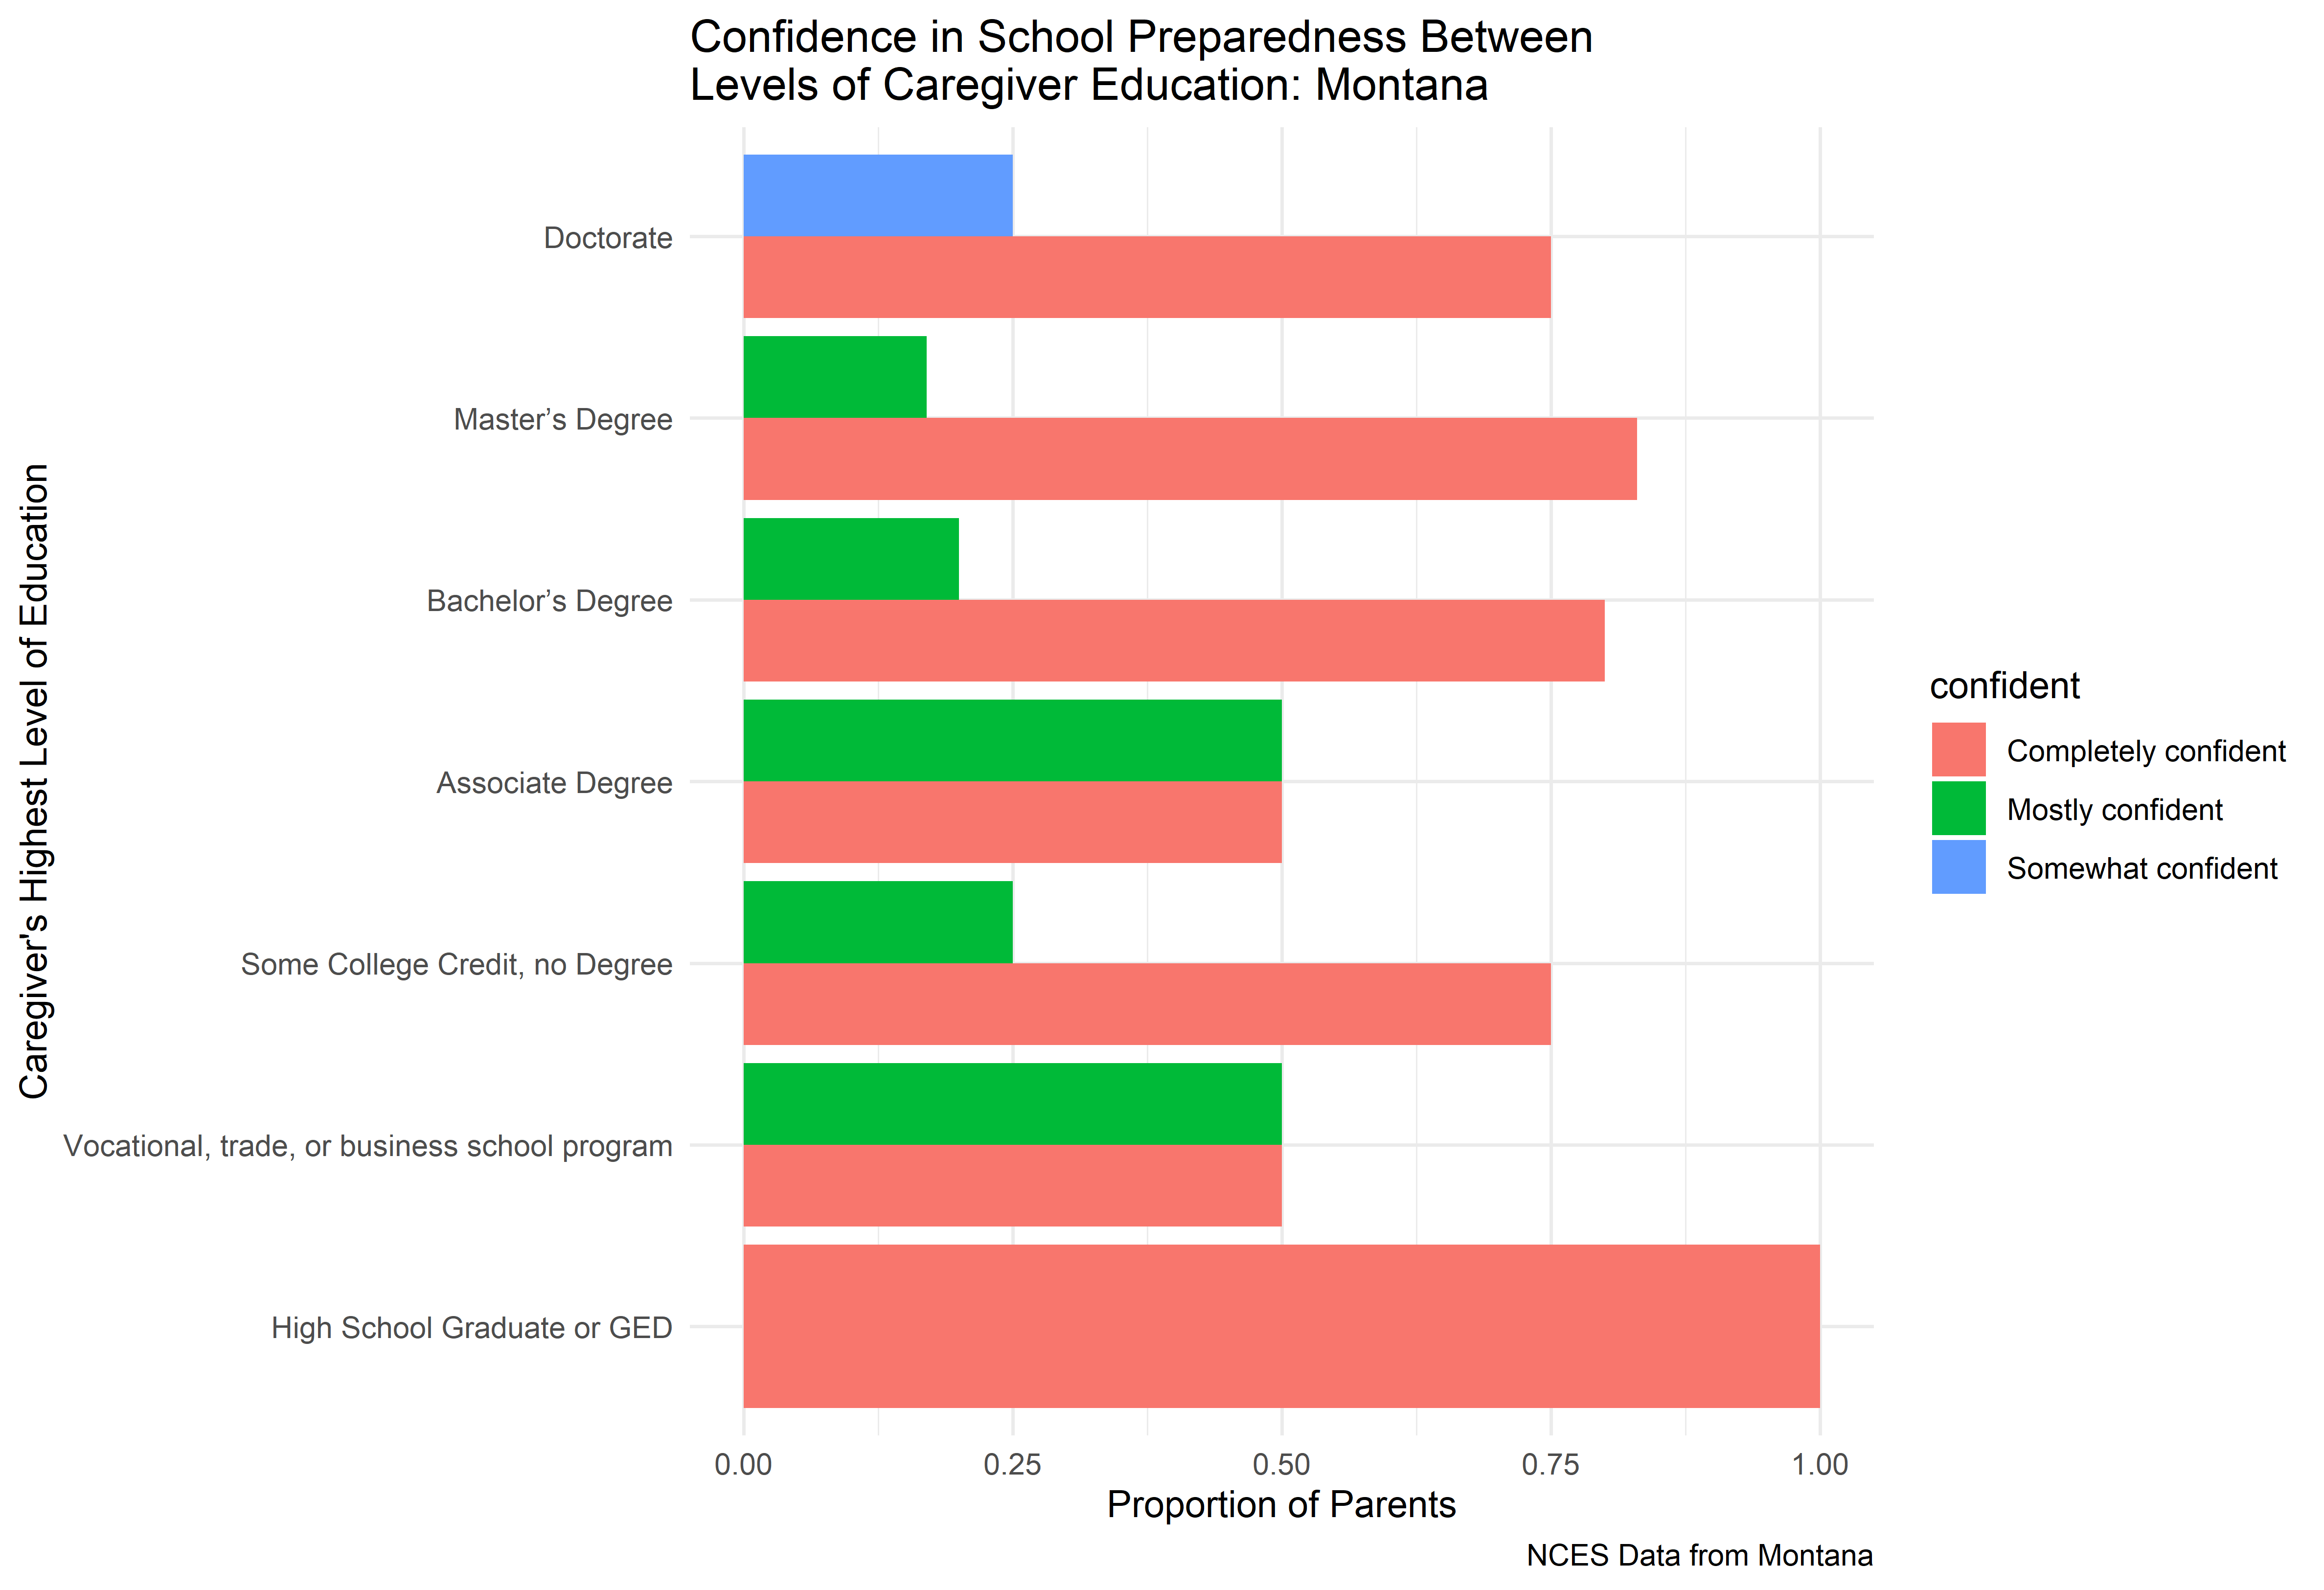 Confidence in School Preparedness Between
Levels of Caregiver Education: Montana
Caregiver's Highest Level of Education
Doctorate
Master’s Degree
Bachelor’s Degree
Associate Degree
Some College Credit, no Degree
Vocational, trade, or business school program
High School Graduate or GED
0.00 0.25 0.50 0.75 1.00
Proportion of Parents
confident
Completely confident
Mostly confident
Somewhat confident
NCES Data from Montana